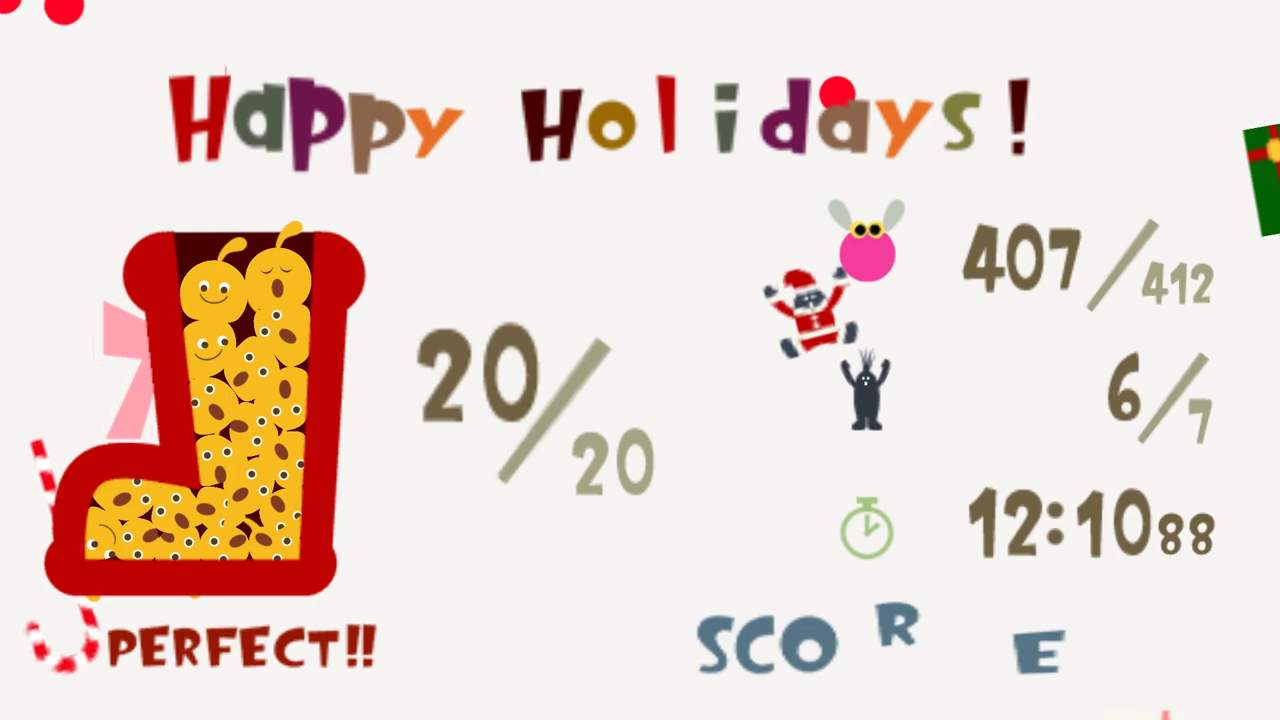 Happy Holidays!
407/412
20/20
6/7
12:1088
PERFECT!!
SCORE